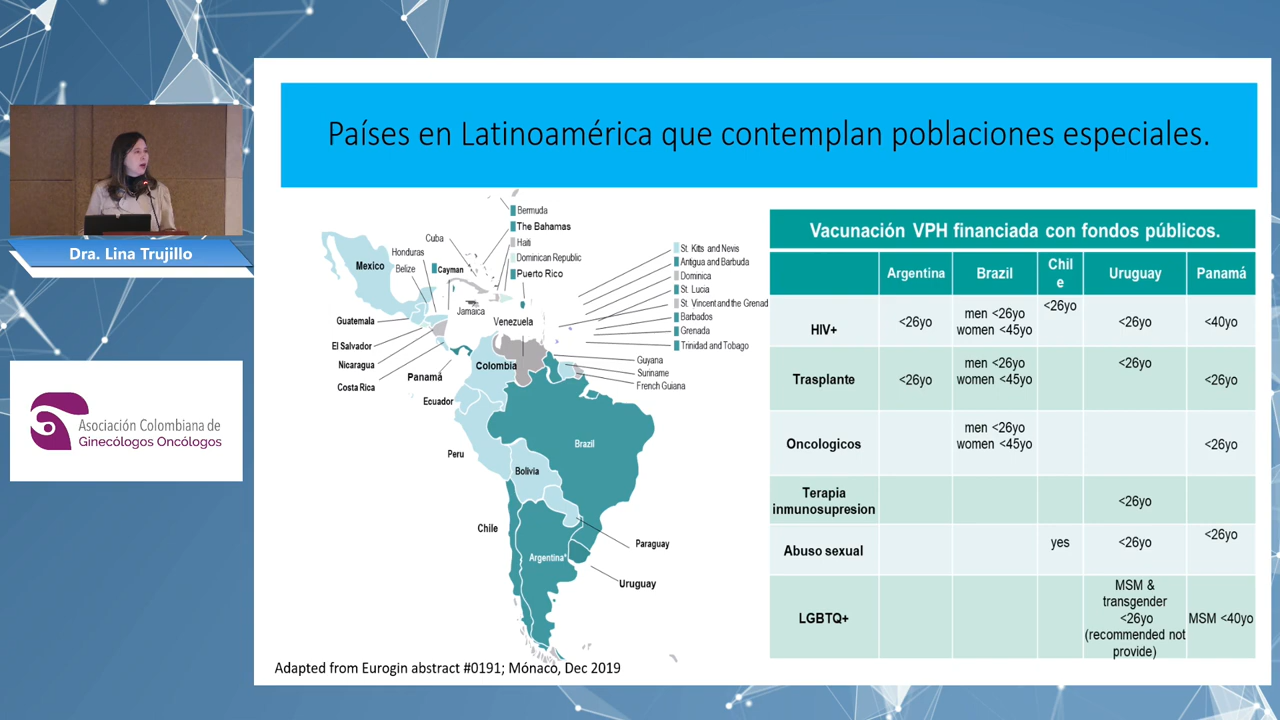 Países en Latinoamérica que contemplan poblaciones especiales.
Dra. Lina Trujillo
Asociación Colombiana de
Ginecólogos Oncólogos
Bermuda
The Bahamas
Haiti
Dominican Republic
Puerto Rico
Cuba
Honduras
Belize
Cayman
Mexico
Jamaica
Venezuela
Guatemala
El Salvador
Nicaragua
Costa Rica
Panamá
Colombia
Ecuador
Peru
Bolivia
Brazil
Chile
Argentina*
Paraguay
Uruguay
St. Kitts and Nevis
Antigua and Barbuda
Dominica
St. Lucia
St. Vincent and the Grenad
Barbados
Grenada
Trinidad and Tobago
Guyana
Suriname
French Guiana
Adapted from Eurogin abstract #0191; Mónaco, Dec 2019
Vacunación VPH financiada con fondos públicos.
Argentina Brazil Chil
e Uruguay Panamá
HIV+ <26yo men <26yo
women <45yo <26yo <26yo <40yo
Trasplante <26yo men <26yo
women <45yo <26yo <26yo
Oncologicos men <26yo
women <45yo <26yo
Terapia
inmunosupresion <26yo
Abuso sexual yes <26yo <26yo
LGBTQ+ MSM &
transgender
<26yo
(recommended not
provide) MSM <40yo